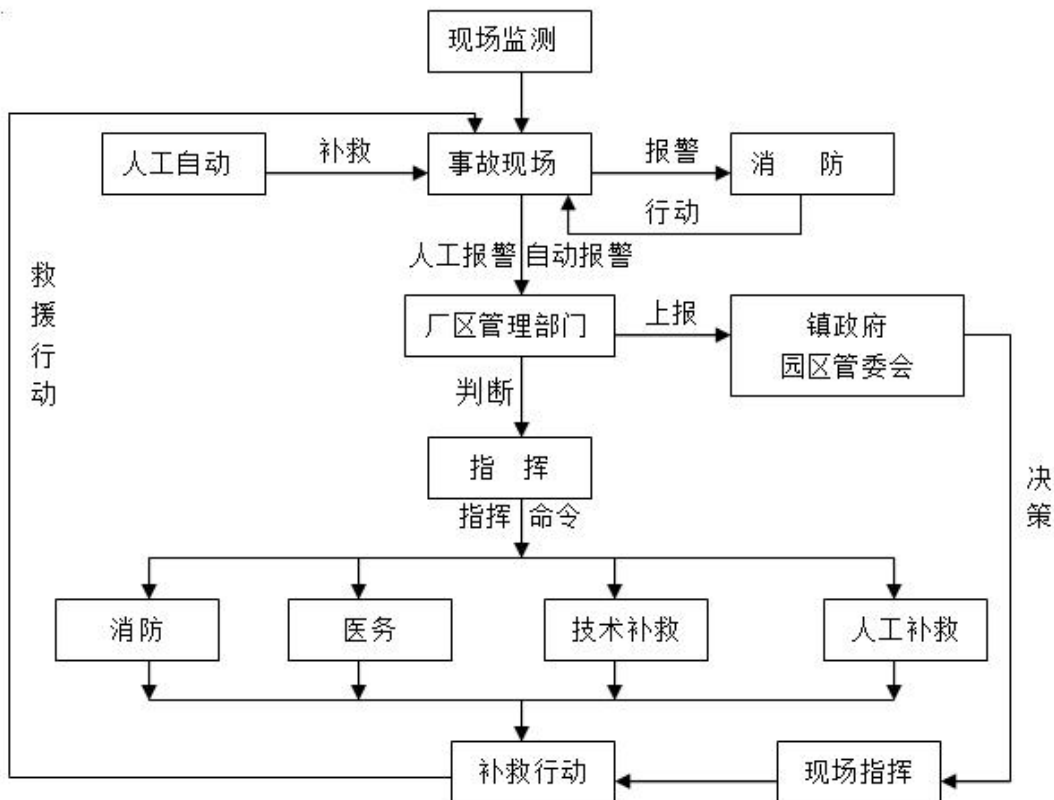 现场监测
人工自动
补救
事故现场
报警
消 防
行动
人工报警 自动报警
救援行动
厂区管理部门
上报
镇政府
园区管委会
判断
指 挥
决策
指挥 命令
消防
医务
技术补救
人工补救
补救行动
现场指挥